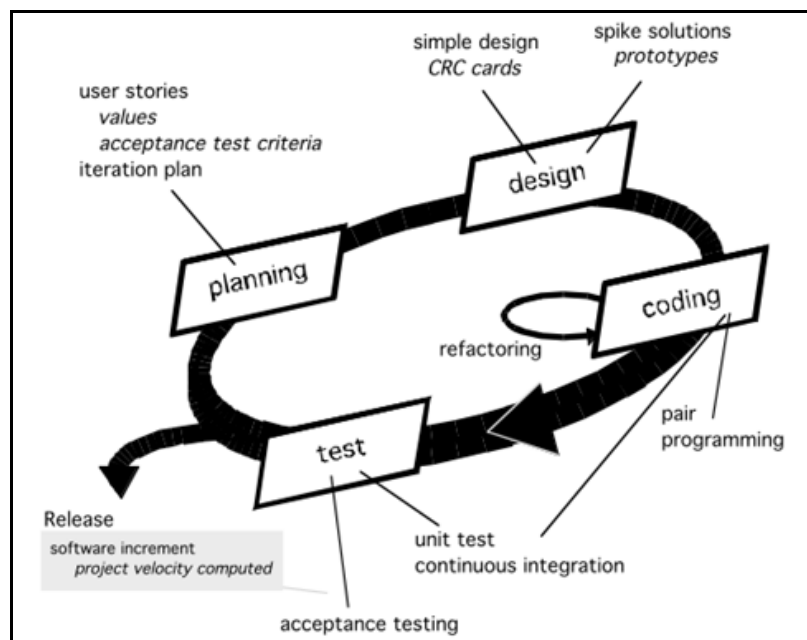 simple design
CRC cards
spike solutions
prototypes
user stories
values
acceptance test criteria
iteration plan
design
planning
coding
refactoring
test
pair
programming
Release
software increment
project velocity computed
unit test
continuous integration
acceptance testing